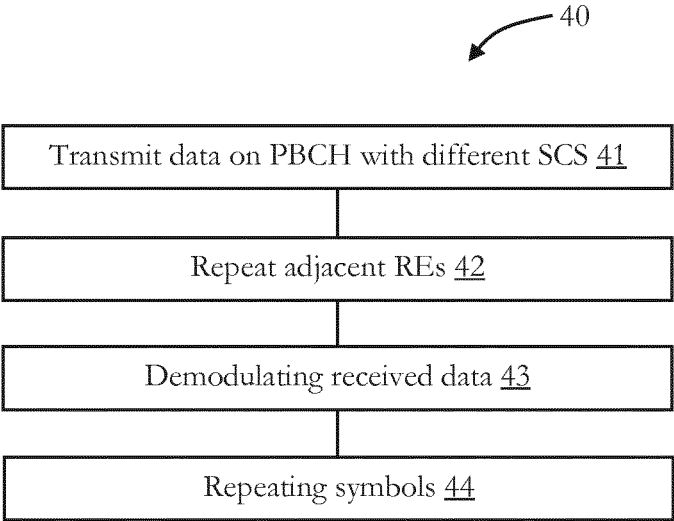 40
Transmit data on PBCH with different SCS 41
Repeat adjacent REs 42
Demodulating received data 43
Repeating symbols 44